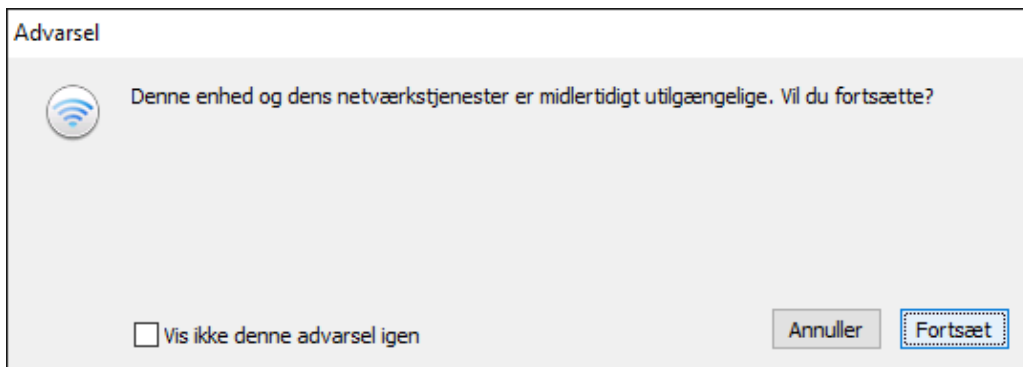 Advarsel
Denne enhed og dens netværkstjenester er midlertidigt utilgængelige. Vil du fortsætte?
Vis ikke denne advarsel igen
Annuller
Fortsæt